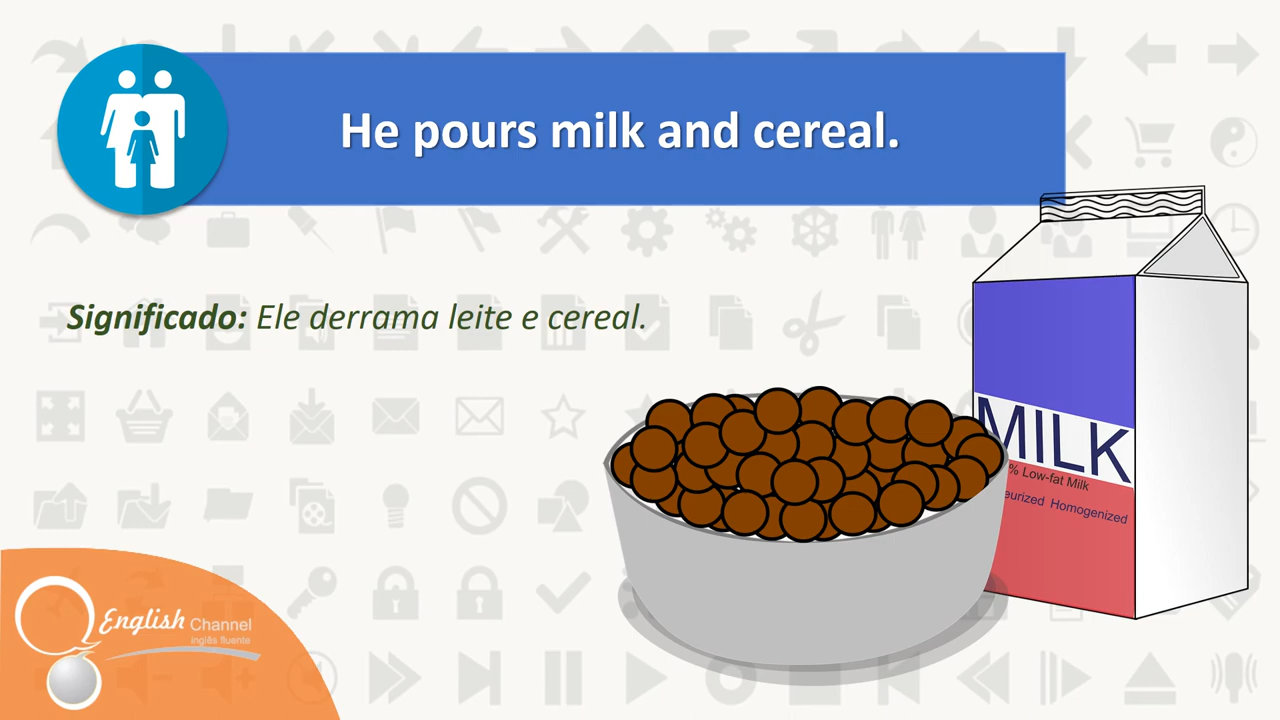 He pours milk and cereal.
Significado: Ele derrama leite e cereal.
MILK
% Low-fat Milk
eurized Homogenized
English Channel
inglês fluente